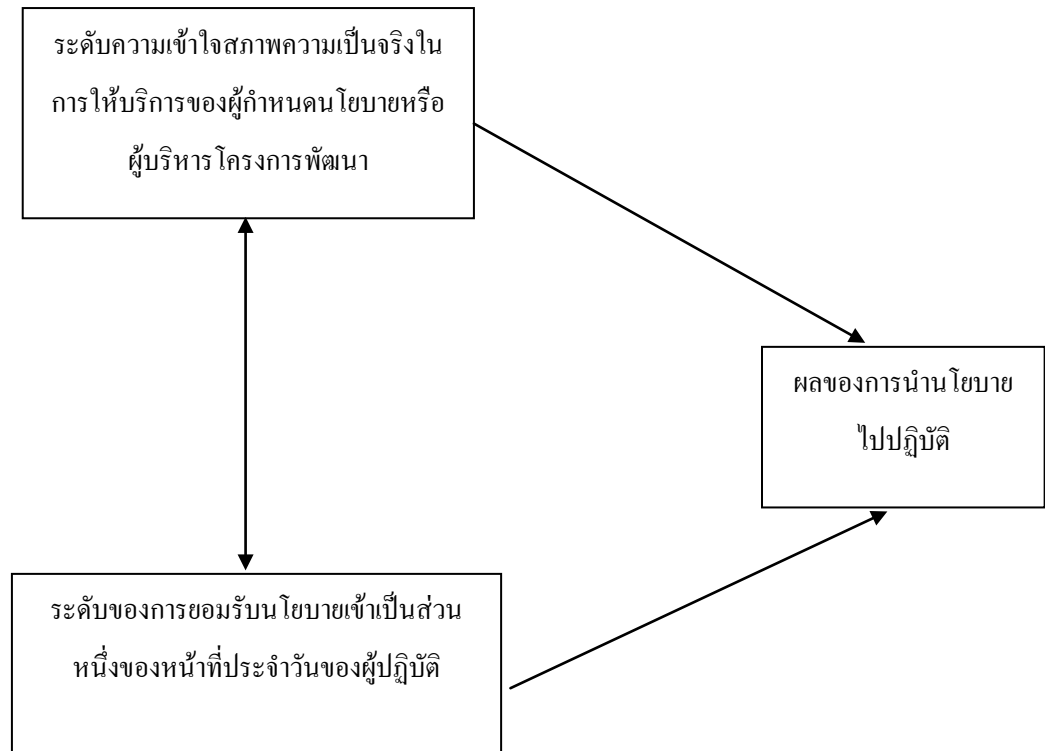 ระดับความเข้าใจสภาพความเป็นจริงใน
การให้บริการของผู้กำหนดนโยบายหรือ
ผู้บริหารโครงการพัฒนา
ผลของการนำนโยบาย
ไปปฏิบัติ
ระดับของการยอมรับนโยบายเข้าเป็นส่วน
หนึ่งของหน้าที่ประจำวันของผู้ปฏิบัติ